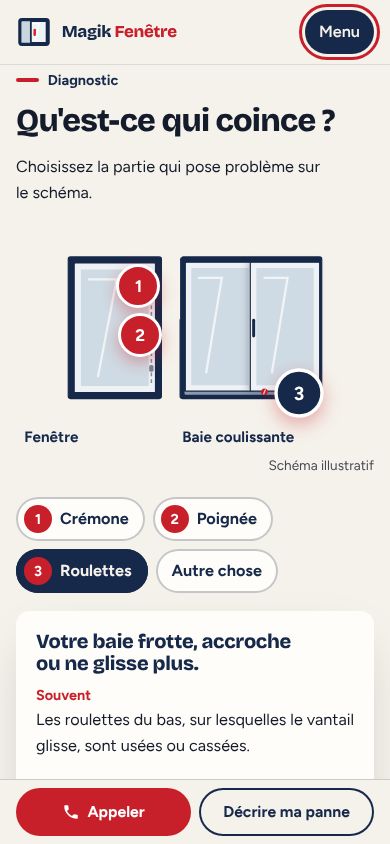 Magik Fenêtre
Menu
Diagnostic
Qu'est-ce qui coince ?
Choisissez la partie qui pose problème sur
le schéma.
1
2
3
Fenêtre
Baie coulissante
Schéma illustratif
1 Crémone
2 Poignée
3 Roulettes
Autre chose
Votre baie frotte, accroche
ou ne glisse plus.
Souvent
Les roulettes du bas, sur lesquelles le vantail
glisse, sont usées ou cassées.
Appeler
Décrire ma panne